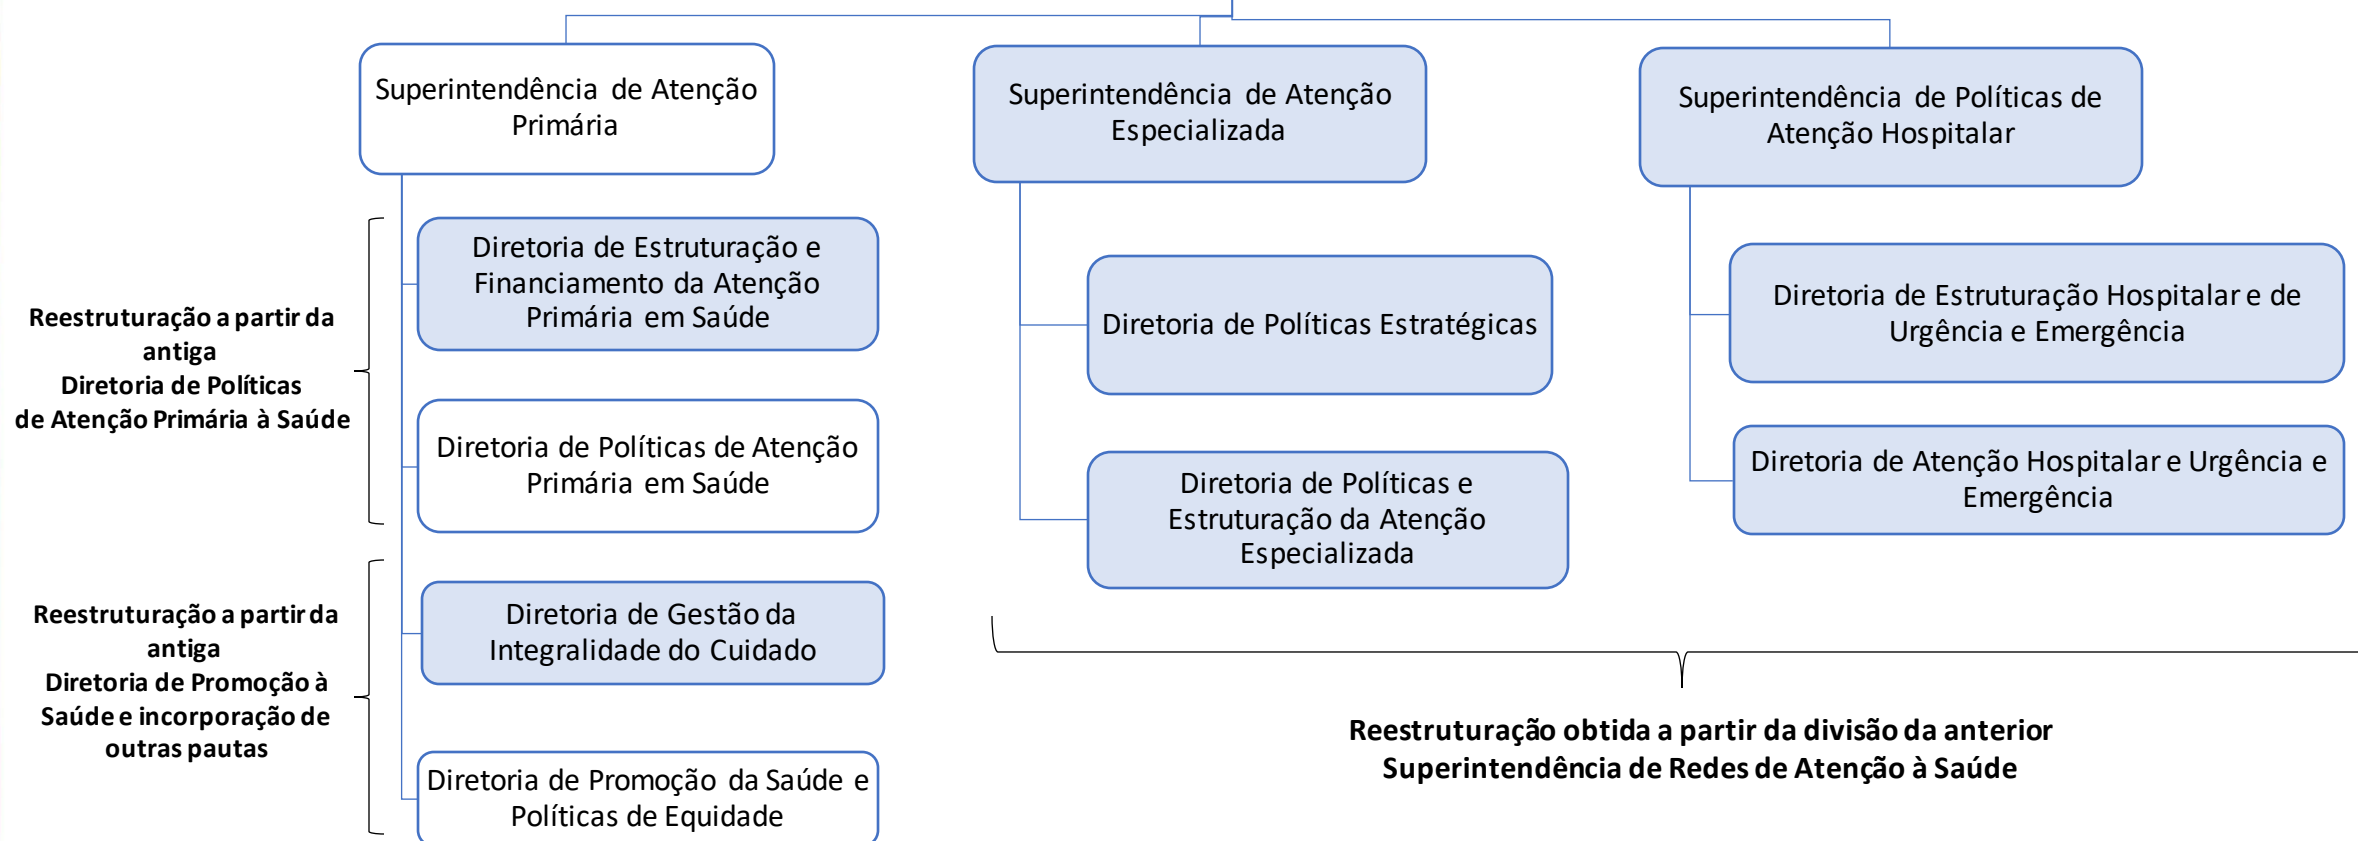 Superintendência de Atenção
Primária
Superintendência de Atenção
Especializada
Superintendência de Políticas de
Atenção Hospitalar
Reestruturação a partir da
antiga
Diretoria de Políticas
de Atenção Primária à Saúde
Diretoria de Estruturação e
Financiamento da Atenção
Primária em Saúde
Diretoria de Políticas de Atenção
Primária em Saúde
Reestruturação a partir da
antiga
Diretoria de Promoção à
Saúde e incorporação de
outras pautas
Diretoria de Gestão da
Integralidade do Cuidado
Diretoria de Promoção da Saúde e
Políticas de Equidade
Diretoria de Políticas Estratégicas
Diretoria de Políticas e
Estruturação da Atenção
Especializada
Diretoria de Estruturação Hospitalar e de
Urgência e Emergência
Diretoria de Atenção Hospitalar e Urgência e
Emergência
Reestruturação obtida a partir da divisão da anterior
Superintendência de Redes de Atenção à Saúde